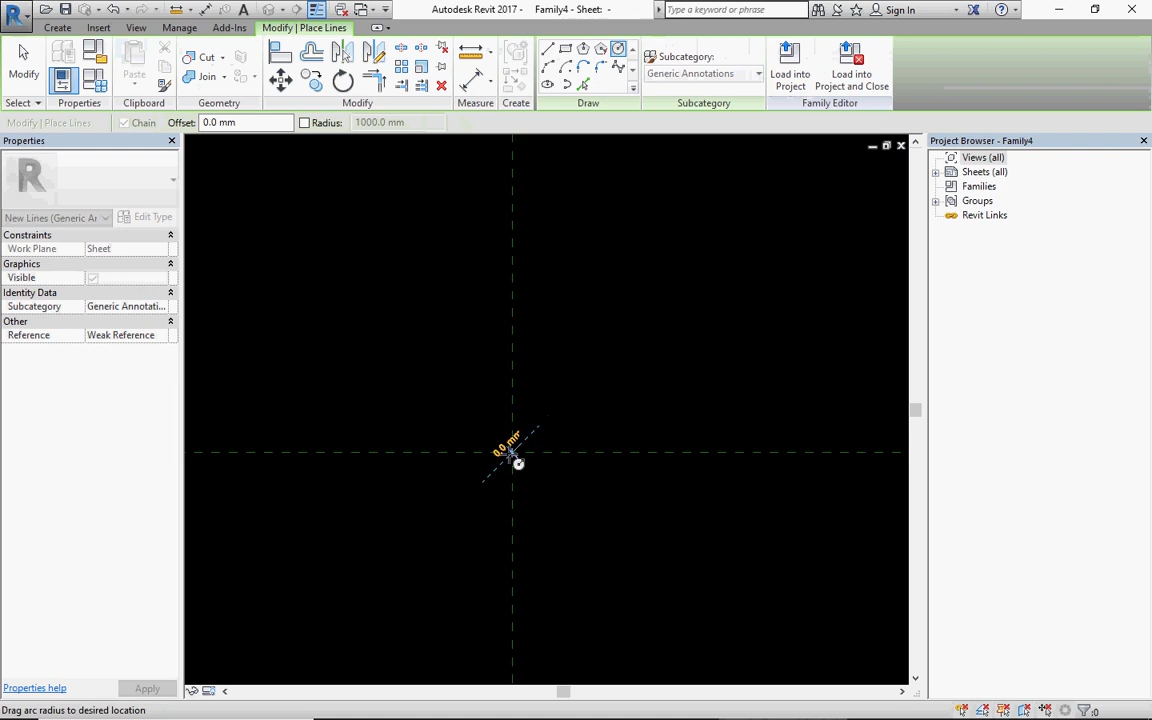 Autodesk Revit 2017 - Family4 - Sheet: -
Type a keyword or phrase
Sign In
Create Insert View Manage Add-Ins Modify | Place Lines
Modify
Paste
Cut
Join
Subcategory:
Generic Annotations
Load into
Project
Load into
Project and Close
Select Properties Clipboard Geometry Modify Measure Create Draw Subcategory Family Editor
Modify | Place Lines
Chain
Offset: 0.0 mm
Radius: 1000.0 mm
Properties
New Lines (Generic Ar
Edit Type
Constraints
Work Plane Sheet
Graphics
Visible
Identity Data
Subcategory Generic Annotati...
Other
Reference Weak Reference
Properties help
Apply
0.0 mm
Project Browser - Family4
Views (all)
Sheets (all)
Families
Groups
Revit Links
Drag arc radius to desired location
:0